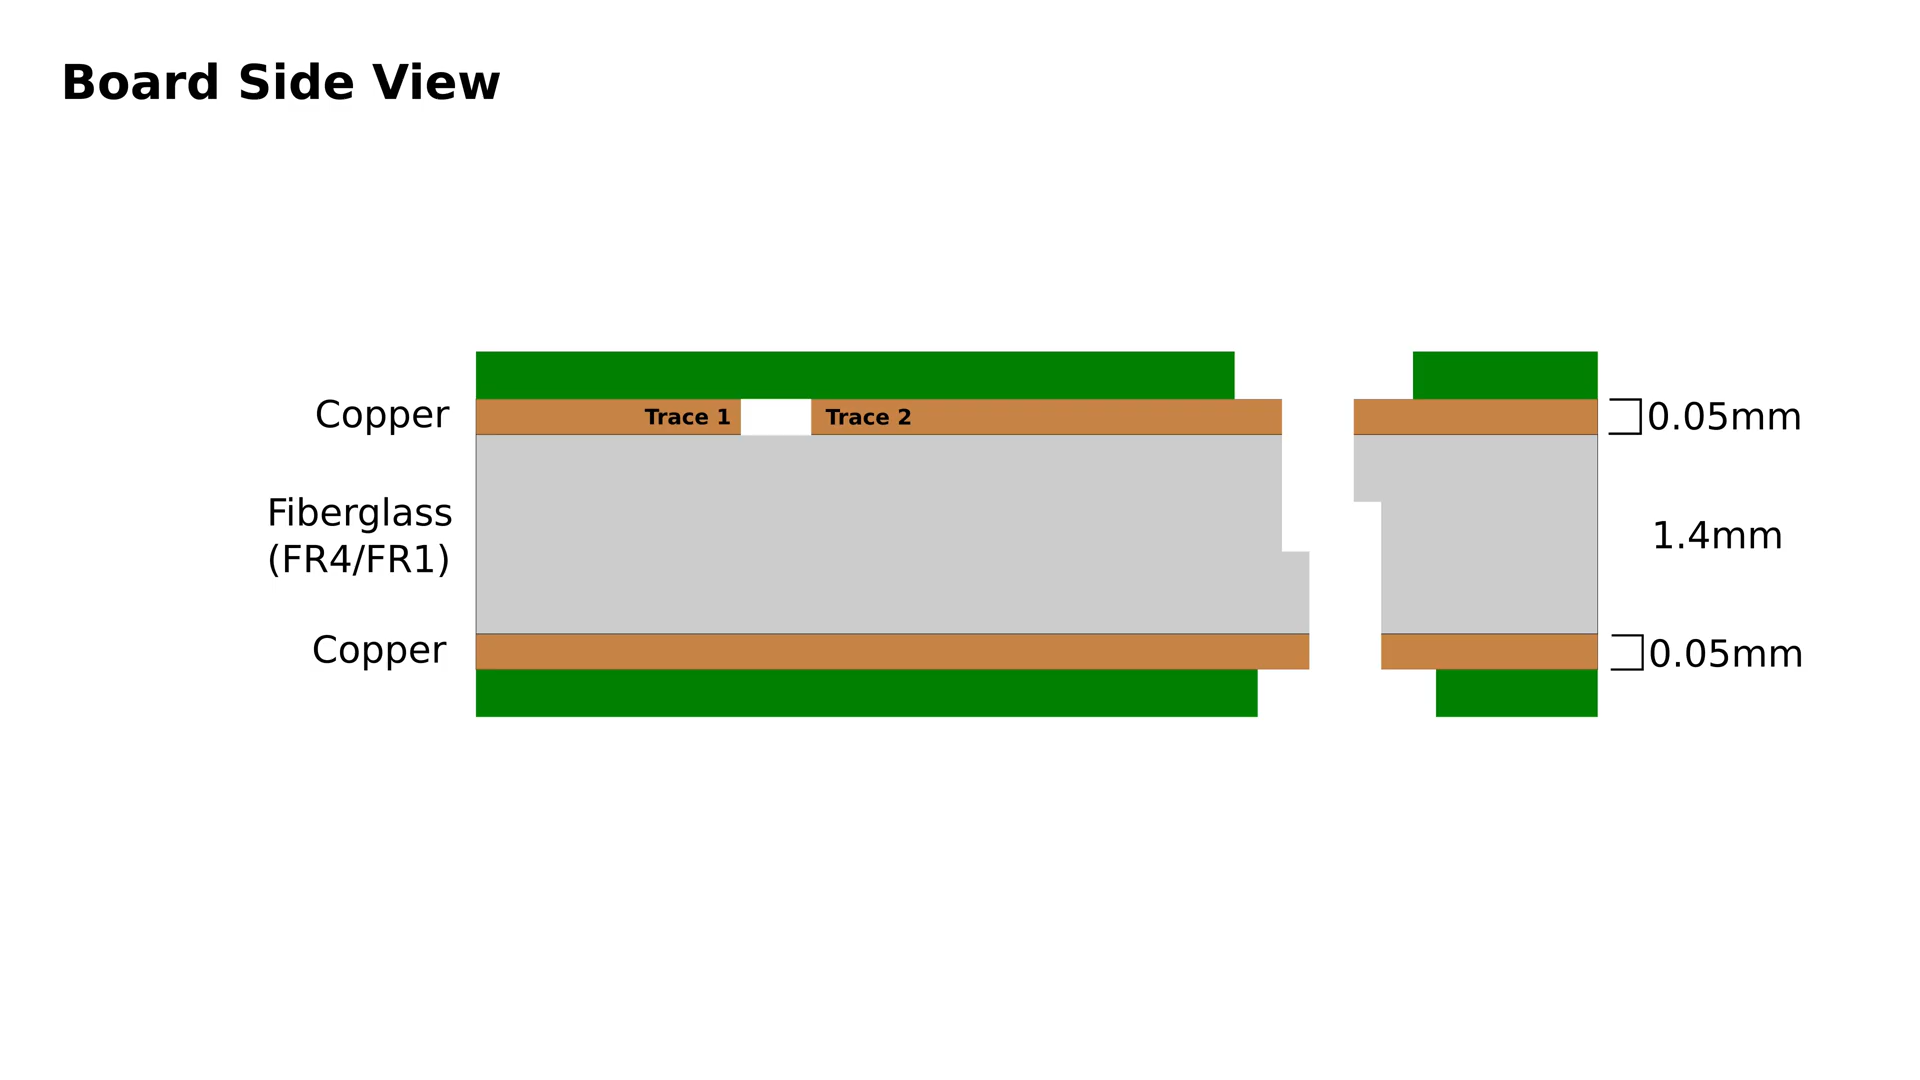 Board Side View
Copper
Trace 1
Trace 2
0.05mm
Fiberglass
(FR4/FR1)
1.4mm
Copper
0.05mm